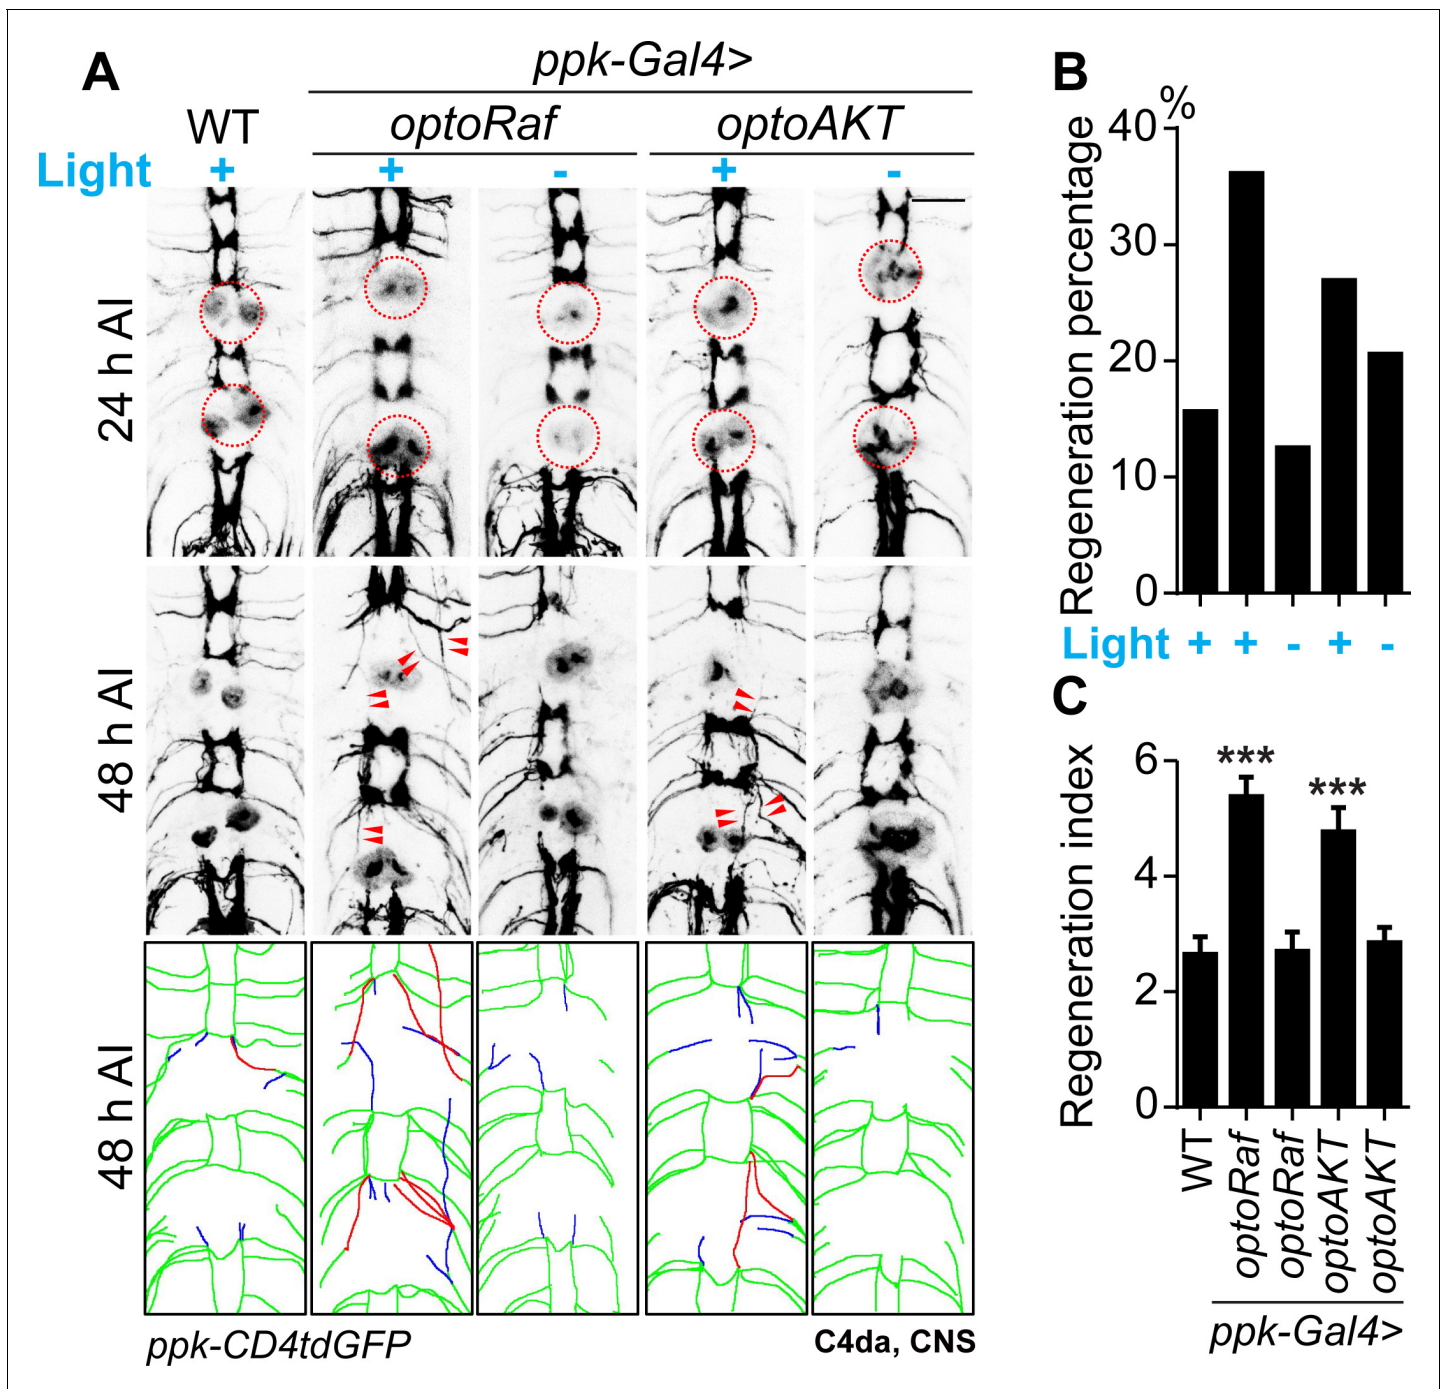 A
ppk-Gal4>
WT
optoRaf
optoAKT
Light + + - + -
24 h AI
48 h AI
48 h AI
ppk-CD4tdGFP
C4da, CNS
B
%
Regeneration percentage
40
30
20
10
0
Light + + - + -
C
Regeneration index
6
4
2
0
***
***
WT
optoRaf
optoRaf
optoAKT
optoAKT
ppk-Gal4>